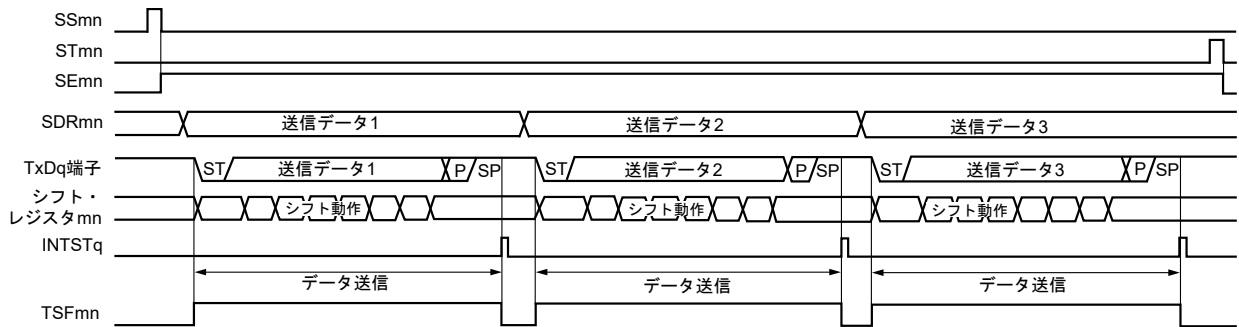 SSmn
STmn
SEmn
SDRmn 送信データ1 送信データ2 送信データ3
TxDq端子 ST 送信データ1 P SP ST 送信データ2 P SP ST 送信データ3 P SP
シフト・
レジスタmn シフト動作 シフト動作 シフト動作
INTSTq
データ送信 データ送信 データ送信
TSFmn